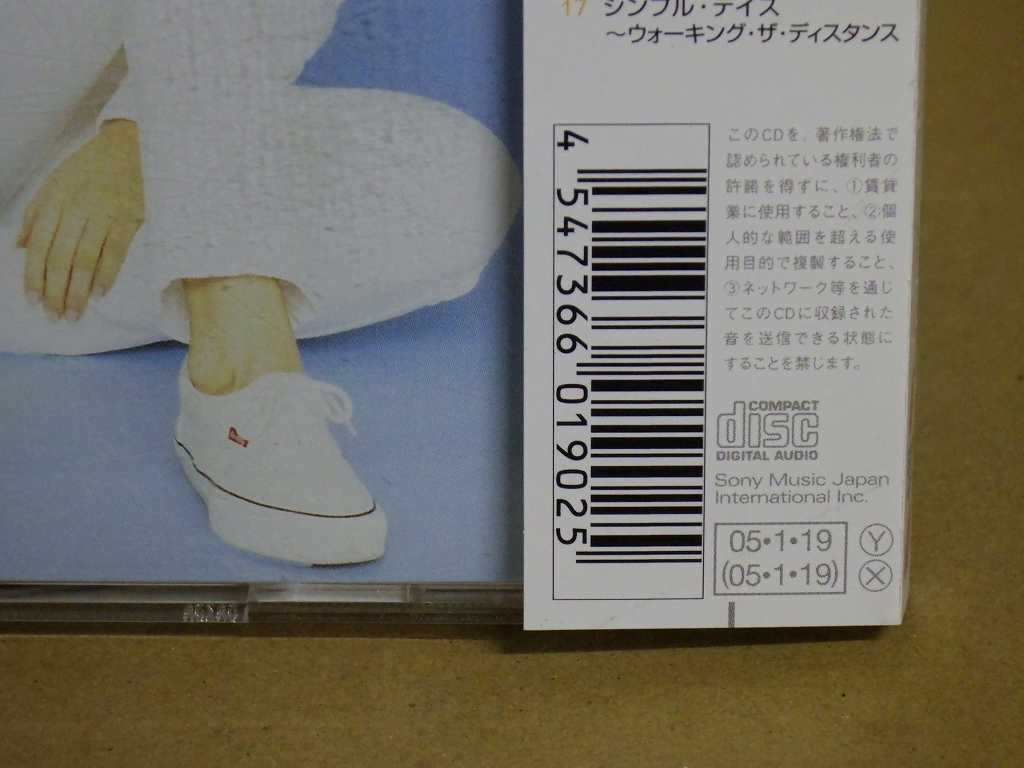 17 シンプル・デイズ
～ウォーキング・ザ・ディスタンス
4 547366 019025
このCDを、著作権法で
認められている権利者の
許諾を得ずに、①賃貸
業に使用すること、②個
人的な範囲を超える使
用目的で複製すること、
③ネットワーク等を通じ
てこのCDに収録された
音を送信できる状態に
することを禁じます。
COMPACT
disc
DIGITAL AUDIO
Sony Music Japan
International Inc.
05・1・19 Y
(05・1・19) X